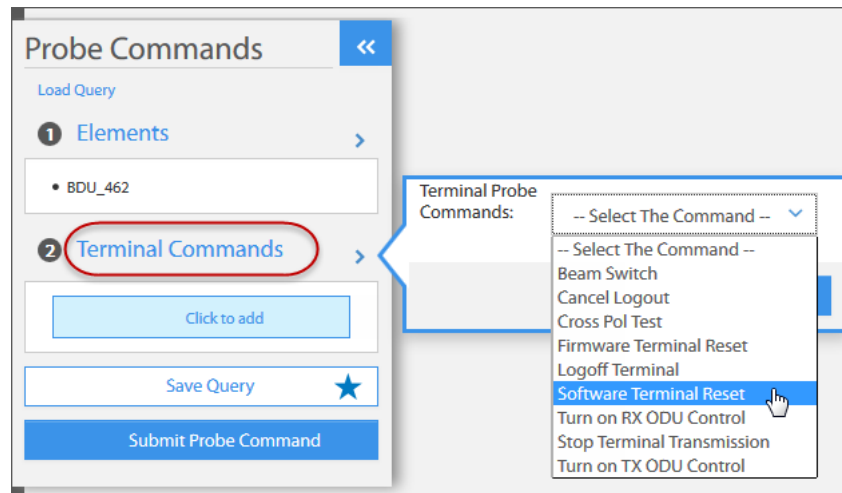 Probe Commands
«
Load Query
1 Elements
• BDU_462
2 Terminal Commands
Click to add
Save Query
Submit Probe Command
Terminal Probe
Commands:
-- Select The Command --
-- Select The Command --
Beam Switch
Cancel Logout
Cross Pol Test
Firmware Terminal Reset
Logoff Terminal
Software Terminal Reset
Turn on RX ODU Control
Stop Terminal Transmission
Turn on TX ODU Control